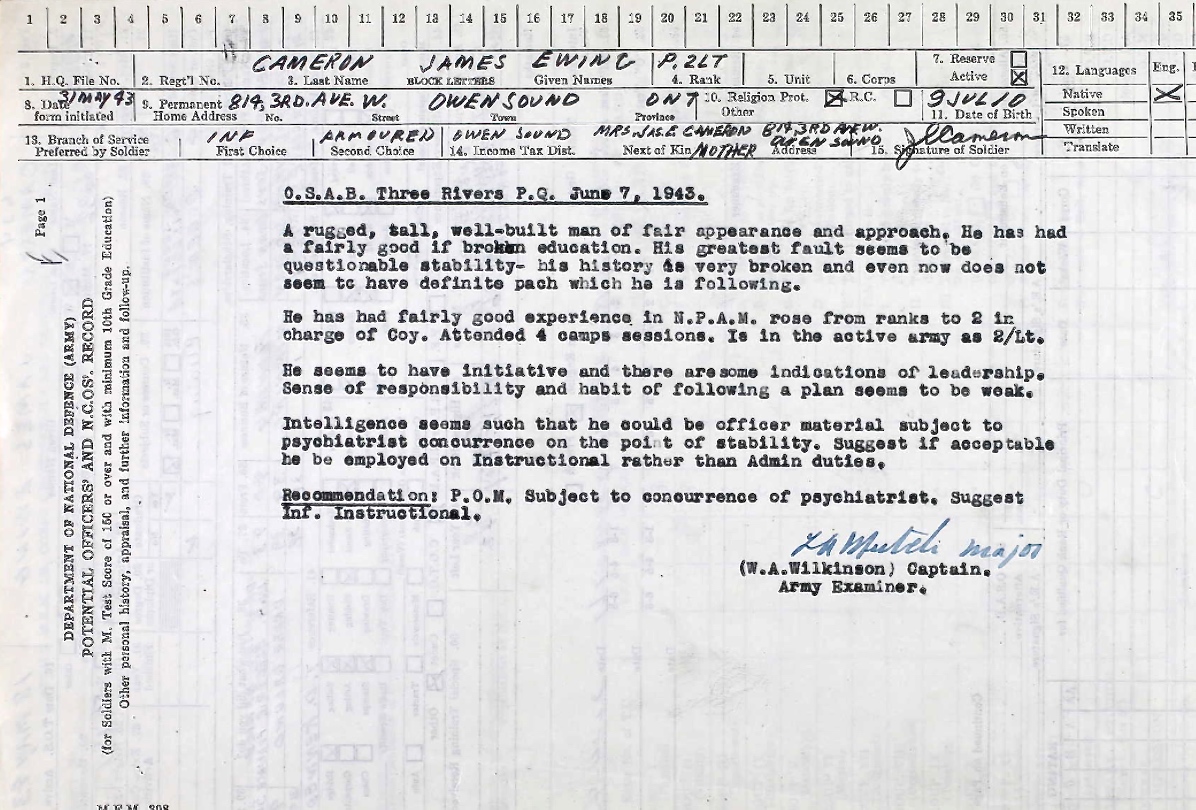 1 2 3 4 5 6 7 8 9 10 11 12 13 14 15 16 17 18 19 20 21 22 23 24 25 26 27 28 29 30 31 32 33 34 35
CAMERON JAMES EWING P.2LT 7. Reserve
1. H.Q. File No. 2. Regt'l No. 3. Last Name BLOCK LETTERS Given Names 4. Rank 5. Unit 6. Corps Active 12. Languages Eng.
8. Date 31 MAY 43 9. Permanent 814, 3RD. AVE. W. OWEN SOUND ONT 10. Religion Prot. R.C. 9 JUL 10 Native
form initiated Home Address No. Street Town Province Other 11. Date of Birth Spoken
13. Branch of Service INF ARMOURED OWEN SOUND MRS. JAS. E CAMERON 814, 3RD AVE W. OWEN SOUND JECameron Written
Preferred by Soldier First Choice Second Choice 14. Income Tax Dist. Next of Kin MOTHER Address 15. Signature of Soldier Translate
O.S.A.B. Three Rivers P.Q. June 7, 1943.
A rugged, tall, well-built man of fair appearance and approach. He has had
a fairly good if broken education. His greatest fault seems to be
questionable stability- his history is very broken and even now does not
seem to have definite pach which he is following.
He has had fairly good experience in N.P.A.M. rose from ranks to 2 in
charge of Coy. Attended 4 camps sessions. Is in the active army as 2/Lt.
He seems to have initiative and there aresome indications of leadership.
Sense of responsibility and habit of following a plan seems to be weak.
Intelligence seems such that he could be officer material subject to
psychiatrist concurrence on the point of stability. Suggest if acceptable
he be employed on Instructional rather than Admin duties.
Recommendation: P.O.M. Subject to concurrence of psychiatrist. Suggest
Inf. Instructional.
major
(W.A.Wilkinson) Captain.
Army Examiner.
Page 1
DEPARTMENT OF NATIONAL DEFENCE (ARMY)
POTENTIAL OFFICERS' AND N.C.OS'. RECORD
(for Soldiers with M. Test Score of 150 or over and with minimum 10th Grade Education)
Other personal history, appraisal, and further information and follow-up.
M.F.M. 208